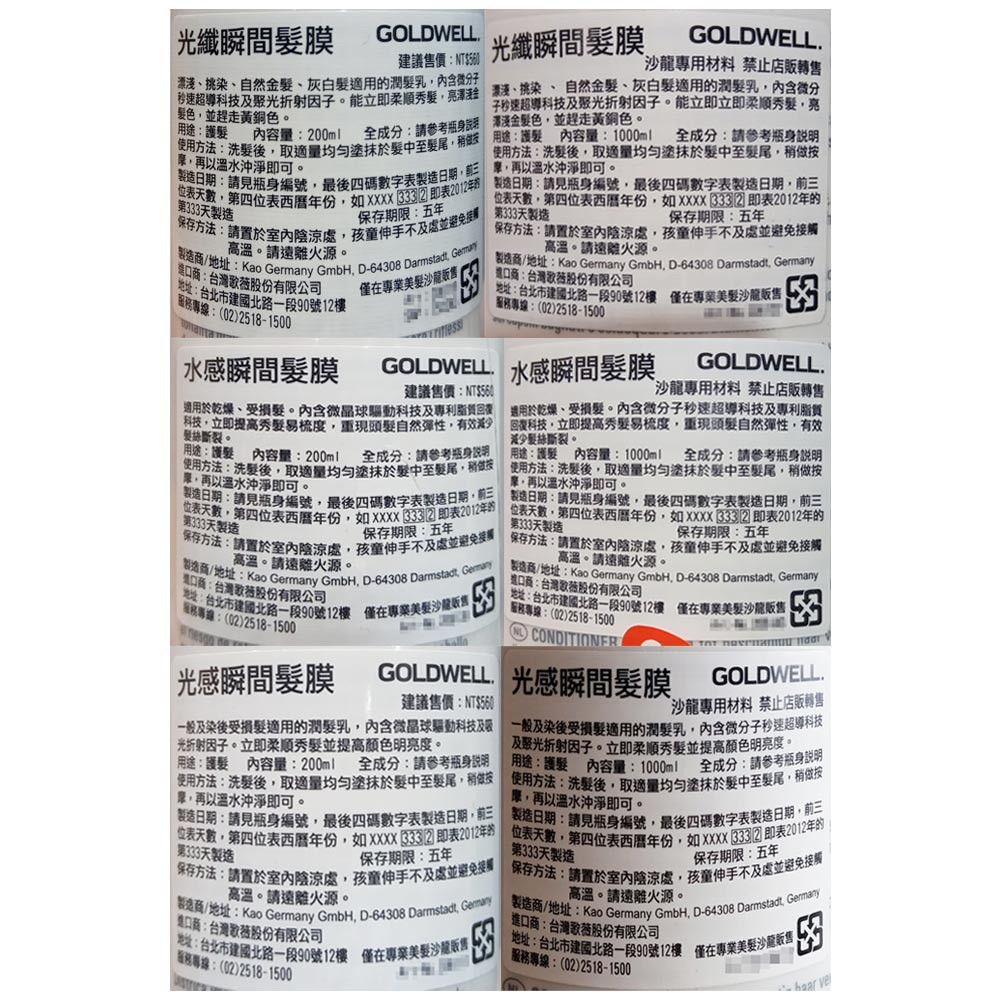 光纖瞬間髮膜 GOLDWELL.
建議售價：NT$560
漂淺、挑染、自然金髮、灰白髮適用的潤髮乳，內含微分子
秒速超導科技及聚光折射因子。能立即柔順秀髮，亮澤淺金
髮色，並趕走黃銅色。
用途：護髮 內容量：200ml 全成分：請參考瓶身說明
使用方法：洗髮後，取適量均勻塗抹於髮中至髮尾，稍做按
摩，再以溫水沖淨即可。
製造日期：請見瓶身編號，最後四碼數字表製造日期，前三
位表天數，第四位表西曆年份，如 XXXX 333 2 即表2012年的
第333天製造 保存期限：五年
保存方法：請置於室內陰涼處，孩童伸手不及處並避免接觸
高溫。請遠離火源。
製造商/地址：Kao Germany GmbH, D-64308 Darmstadt, Germany
進口商：台灣歌薇股份有限公司
地址：台北市建國北路一段90號12樓 僅在專業美髮沙龍販售
服務專線：(02)2518-1500
光纖瞬間髮膜 GOLDWELL.
沙龍專用材料 禁止店販轉售
漂淺、挑染 、 自然金髮、灰白髮適用的潤髮乳，內含微分
子秒速超導科技及聚光折射因子。能立即立即柔順秀髮，亮
澤淺金髮色，並趕走黃銅色。
用途：護髮 內容量：1000ml 全成分：請參考瓶身說明
使用方法：洗髮後，取適量均勻塗抹於髮中至髮尾，稍做按
摩，再以溫水沖淨即可。
製造日期：請見瓶身編號，最後四碼數字表製造日期，前三
位表天數，第四位表西曆年份，如 XXXX 333 2 即表2012年的
第333天製造 保存期限：五年
保存方法：請置於室內陰涼處，孩童伸手不及處並避免接觸
高溫。請遠離火源。
製造商/地址：Kao Germany GmbH, D-64308 Darmstadt, Germany
進口商：台灣歌薇股份有限公司
地址：台北市建國北路一段90號12樓 僅在專業美髮沙龍販售
服務專線：(02)2518-1500
水感瞬間髮膜 GOLDWELL.
建議售價：NT$560
適用於乾燥、受損髮。內含微晶球驅動科技及專利脂質回復
科技，立即提高秀髮易梳度，重現頭髮自然彈性，有效減少
髮絲斷裂。
用途：護髮 內容量：200ml 全成分：請參考瓶身說明
使用方法：洗髮後，取適量均勻塗抹於髮中至髮尾，稍做按
摩，再以溫水沖淨即可。
製造日期：請見瓶身編號，最後四碼數字表製造日期，前三
位表天數，第四位表西曆年份，如 XXXX 333 2 即表2012年的
第333天製造 保存期限：五年
保存方法：請置於室內陰涼處，孩童伸手不及處並避免接觸
高溫。請遠離火源。
製造商/地址：Kao Germany GmbH, D-64308 Darmstadt, Germany
進口商：台灣歌薇股份有限公司
地址：台北市建國北路一段90號12樓 僅在專業美髮沙龍販售
服務專線：(02)2518-1500
水感瞬間髮膜 GOLDWELL.
沙龍專用材料 禁止店販轉售
適用於乾燥、受損髮。內含微分子秒速超導科技及專利脂質
回復科技，立即提高秀髮易梳度，重現頭髮自然彈性，有效
減少髮絲斷裂。
用途：護髮 內容量：1000ml 全成分：請參考瓶身說明
使用方法：洗髮後，取適量均勻塗抹於髮中至髮尾，稍做按
摩，再以溫水沖淨即可。
製造日期：請見瓶身編號，最後四碼數字表製造日期，前三
位表天數，第四位表西曆年份，如 XXXX 333 2 即表2012年的
第333天製造 保存期限：五年
保存方法：請置於室內陰涼處，孩童伸手不及處並避免接觸
高溫。請遠離火源。
製造商/地址：Kao Germany GmbH, D-64308 Darmstadt, Germany
進口商：台灣歌薇股份有限公司
地址：台北市建國北路一段90號12樓 僅在專業美髮沙龍販售
服務專線：(02)2518-1500
NL CONDITIONER
光感瞬間髮膜 GOLDWELL.
建議售價：NT$560
一般及染後受損髮適用的潤髮乳，內含微晶球驅動科技及吸
光折射因子。立即柔順秀髮並提高顏色明亮度。
用途：護髮 內容量：200ml 全成分：請參考瓶身說明
使用方法：洗髮後，取適量均勻塗抹於髮中至髮尾，稍做按
摩，再以溫水沖淨即可。
製造日期：請見瓶身編號，最後四碼數字表製造日期，前三
位表天數，第四位表西曆年份，如 XXXX 333 2 即表2012年的
第333天製造 保存期限：五年
保存方法：請置於室內陰涼處，孩童伸手不及處並避免接觸
高溫。請遠離火源。
製造商/地址：Kao Germany GmbH, D-64308 Darmstadt, Germany
進口商：台灣歌薇股份有限公司
地址：台北市建國北路一段90號12樓 僅在專業美髮沙龍販售
服務專線：(02)2518-1500
光感瞬間髮膜 GOLDWELL.
沙龍專用材料 禁止店販轉售
一般及染後受損髮適用的潤髮乳，內含微分子秒速超導科技
及聚光折射因子。立即柔順秀髮並提高顏色明亮度。
用途：護髮 內容量：1000ml 全成分：請參考瓶身說明
使用方法：洗髮後，取適量均勻塗抹於髮中至髮尾，稍做按
摩，再以溫水沖淨即可。
製造日期：請見瓶身編號，最後四碼數字表製造日期，前三
位表天數，第四位表西曆年份，如 XXXX 333 2 即表2012年的
第333天製造 保存期限：五年
保存方法：請置於室內陰涼處，孩童伸手不及處並避免接觸
高溫。請遠離火源。
製造商/地址：Kao Germany GmbH, D-64308 Darmstadt, Germany
進口商：台灣歌薇股份有限公司
地址：台北市建國北路一段90號12樓 僅在專業美髮沙龍販售
服務專線：(02)2518-1500